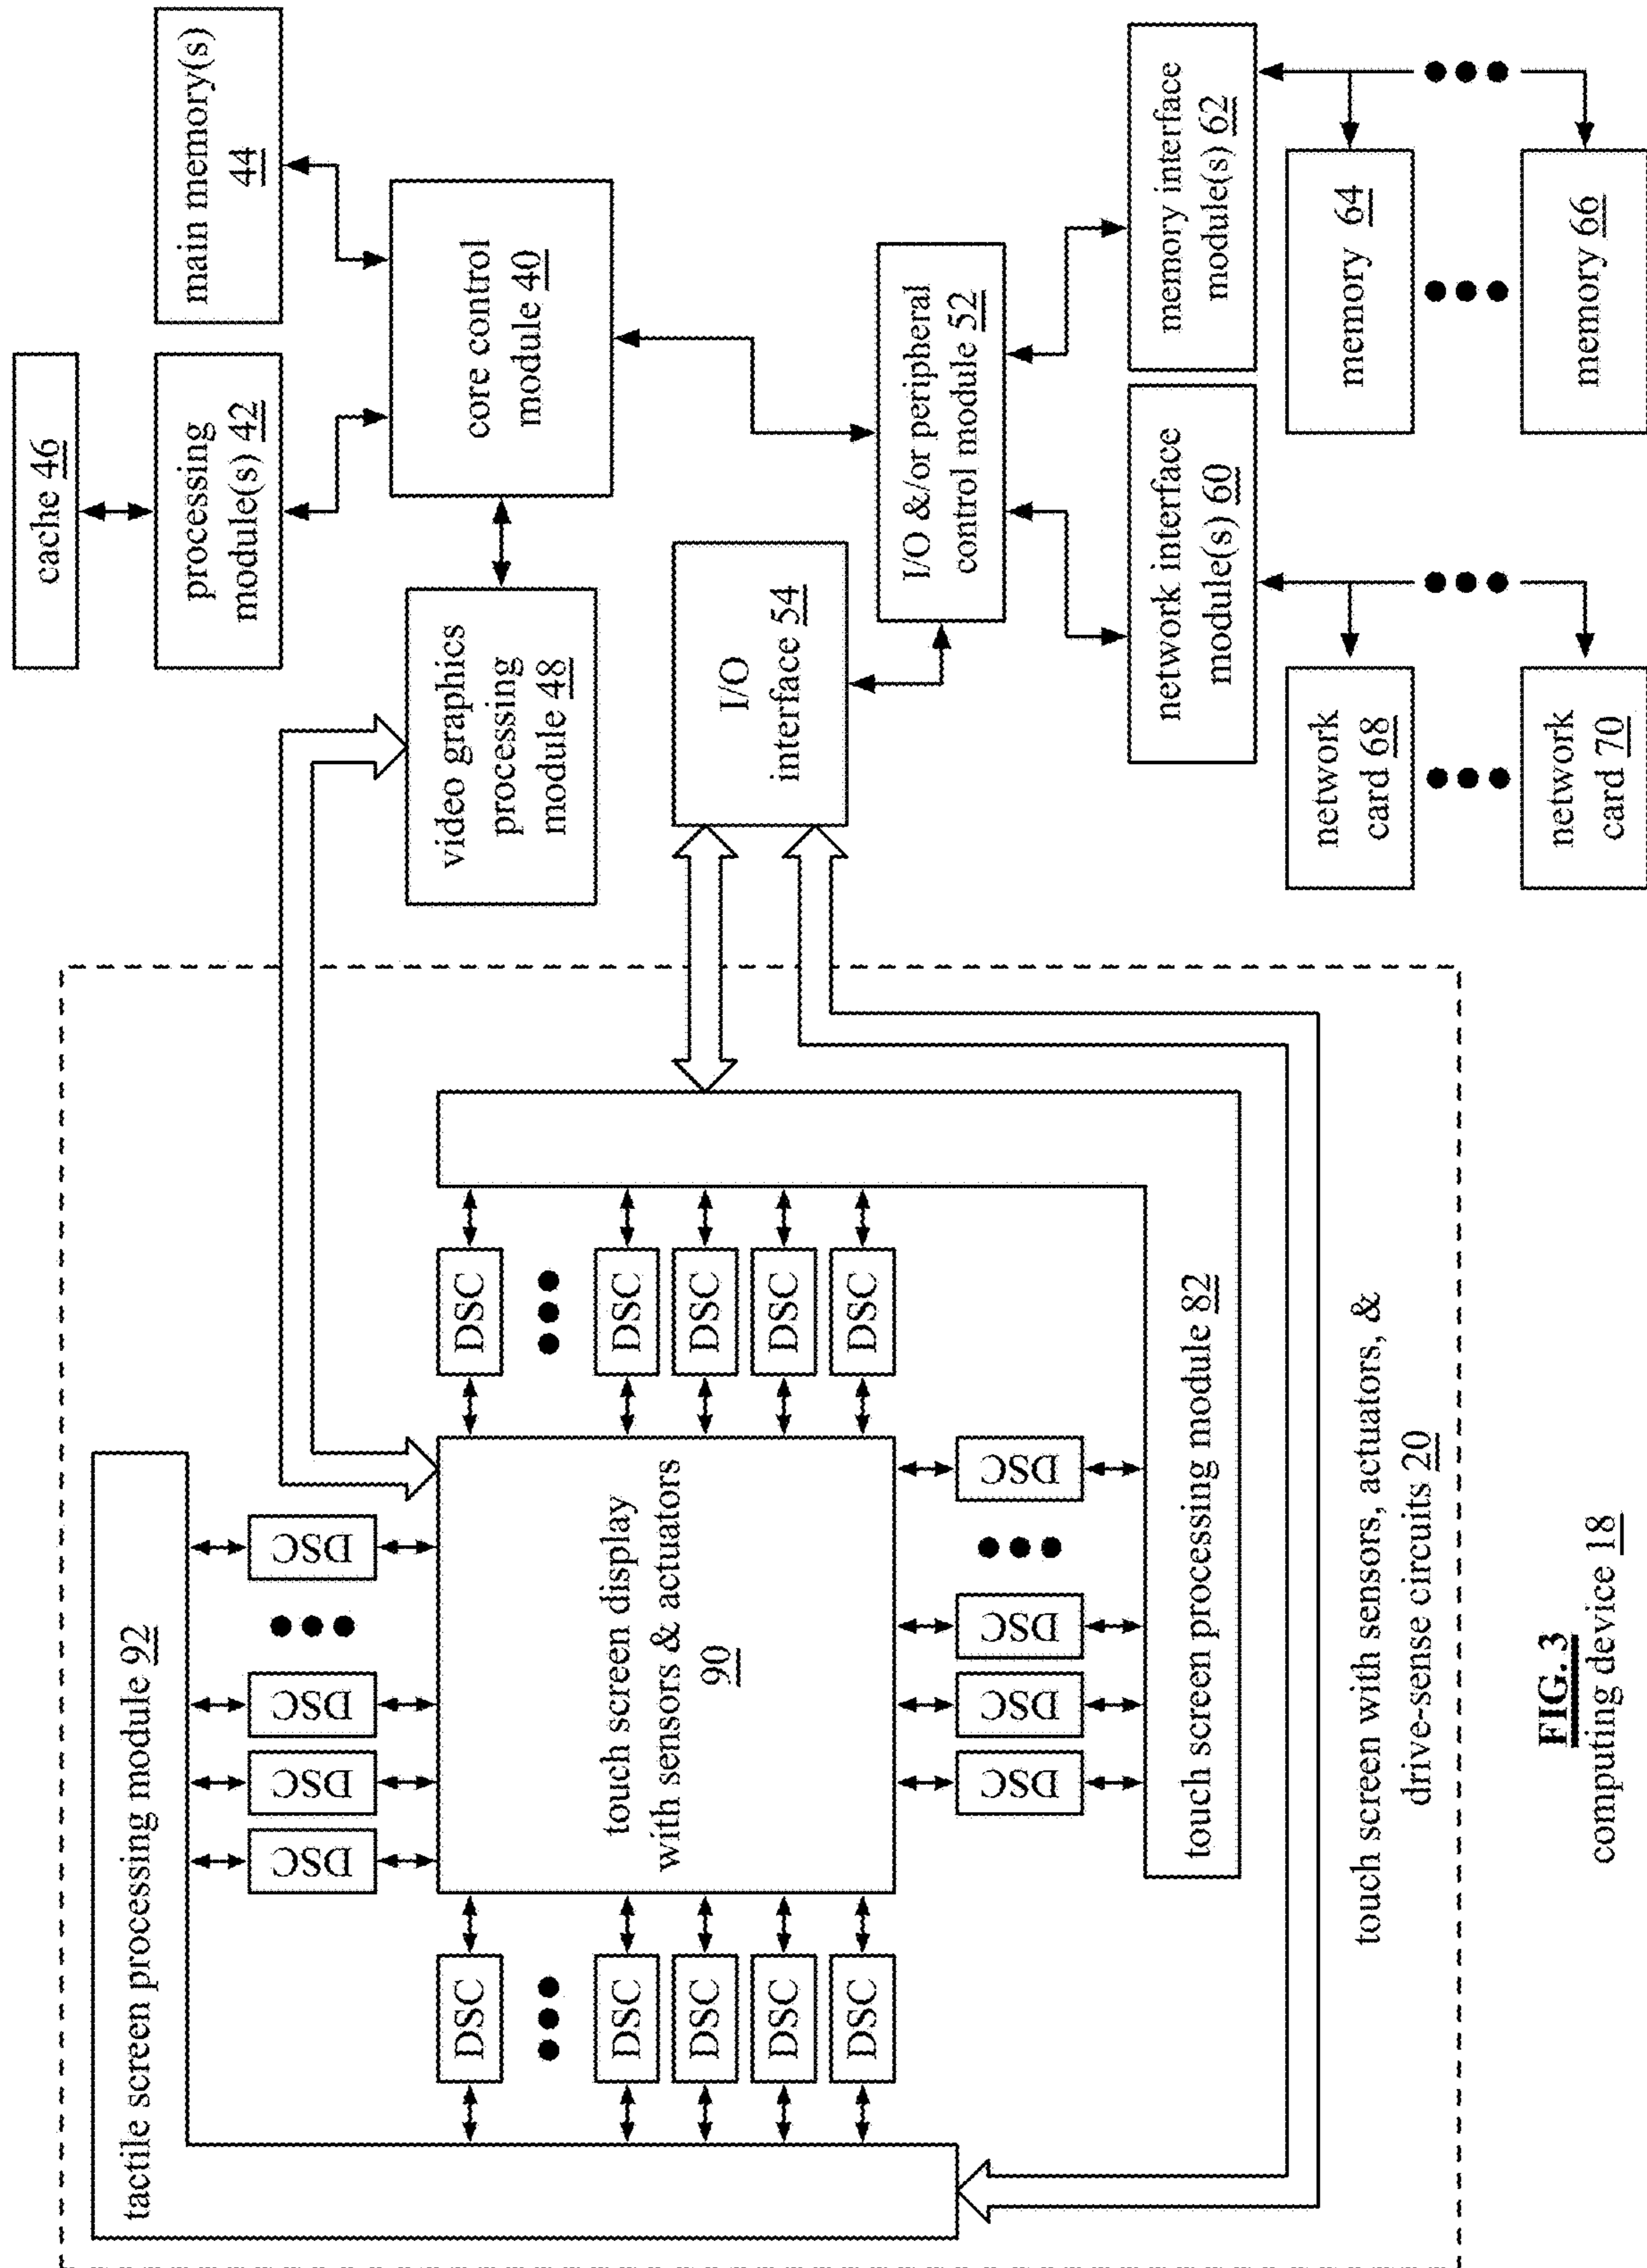 cache 46
tactile screen processing module 92
processing
module(s) 42
main memory(s)
44
DSC
DSC
DSC
DSC
video graphics
processing
module 48
core control
module 40
DSC
DSC
DSC
DSC
DSC
touch screen display
with sensors & actuators
90
DSC
DSC
DSC
DSC
DSC
I/O
interface 54
I/O &/or peripheral
control module 52
DSC
DSC
DSC
DSC
touch screen processing module 82
network interface
module(s) 60
memory interface
module(s) 62
touch screen with sensors, actuators, &
drive-sense circuits 20
network
card 68
memory 64
network
card 70
memory 66
FIG. 3
computing device 18